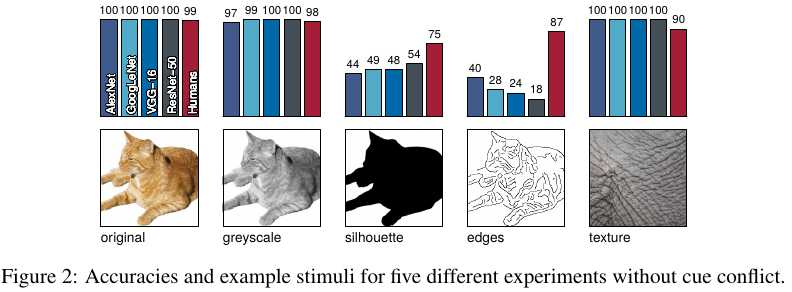 100 100 100 100 99
97 99 100 100 98
44 49 48 54 75
40 28 24 18 87
100 100 100 100 90
AlexNet
GoogLeNet
VGG-16
ResNet-50
Humans
original
greyscale
silhouette
edges
texture
Figure 2: Accuracies and example stimuli for five different experiments without cue conflict.